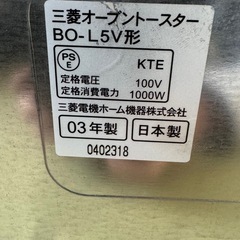 三菱オーブントースター
BO-L5V形
PS
E
KTE
定格電圧 100V
定格消費電力 1000W
三菱電機ホーム機器株式会社
03年製 日本製
0402318